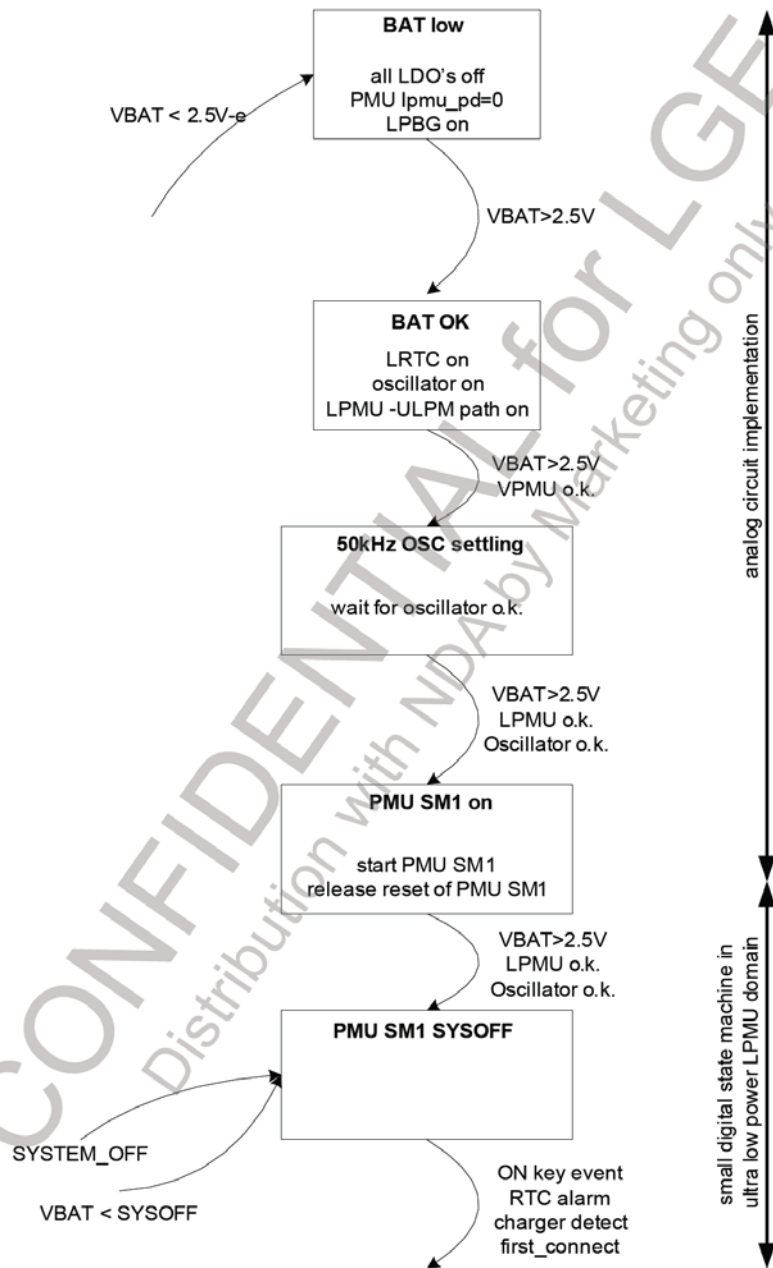 BAT low
all LDO's off
PMU lpmu_pd=0
LPBG on
VBAT < 2.5V-e
VBAT>2.5V
BAT OK
LRTC on
oscillator on
LPMU -ULPM path on
VBAT>2.5V
VPMU o.k.
50kHz OSC settling
wait for oscillator o.k.
VBAT>2.5V
LPMU o.k.
Oscillator o.k.
PMU SM1 on
start PMU SM1
release reset of PMU SM1
VBAT>2.5V
LPMU o.k.
Oscillator o.k.
PMU SM1 SYSOFF
SYSTEM_OFF
VBAT < SYSOFF
ON key event
RTC alarm
charger detect
first_connect
analog circuit implementation
small digital state machine in
ultra low power LPMU domain
CONFIDENTIAL for LGE
Distribution with NDA by Marketing only